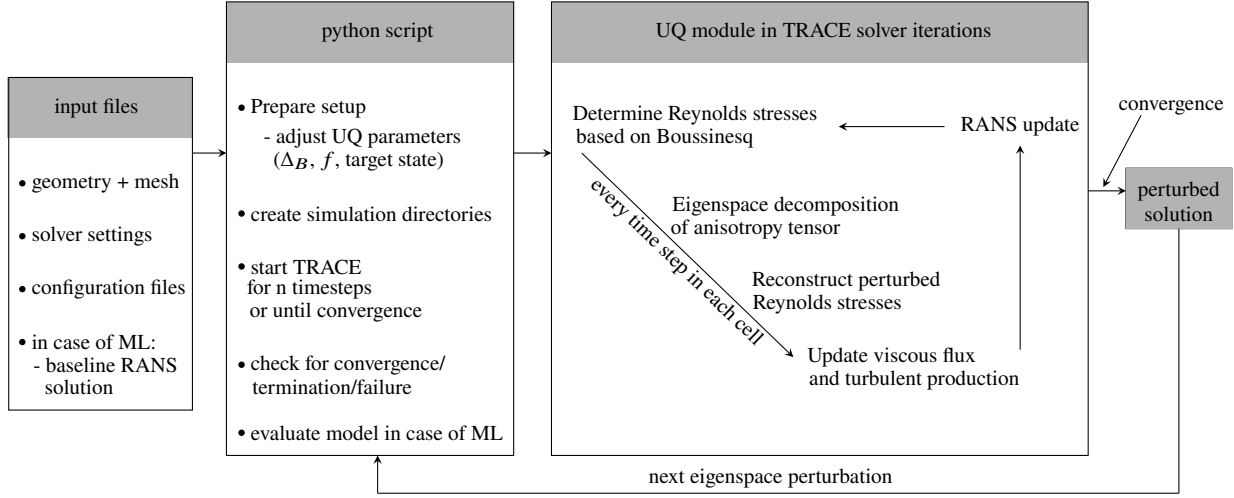 input files
• geometry + mesh
• solver settings
• configuration files
• in case of ML:
- baseline RANS
solution
python script
• Prepare setup
- adjust UQ parameters
(Δ_B, f, target state)
• create simulation directories
• start TRACE
for n timesteps
or until convergence
• check for convergence/
termination/failure
• evaluate model in case of ML
UQ module in TRACE solver iterations
Determine Reynolds stresses
based on Boussinesq
RANS update
every time step in each cell
Eigenspace decomposition
of anisotropy tensor
Reconstruct perturbed
Reynolds stresses
Update viscous flux
and turbulent production
convergence
perturbed
solution
next eigenspace perturbation